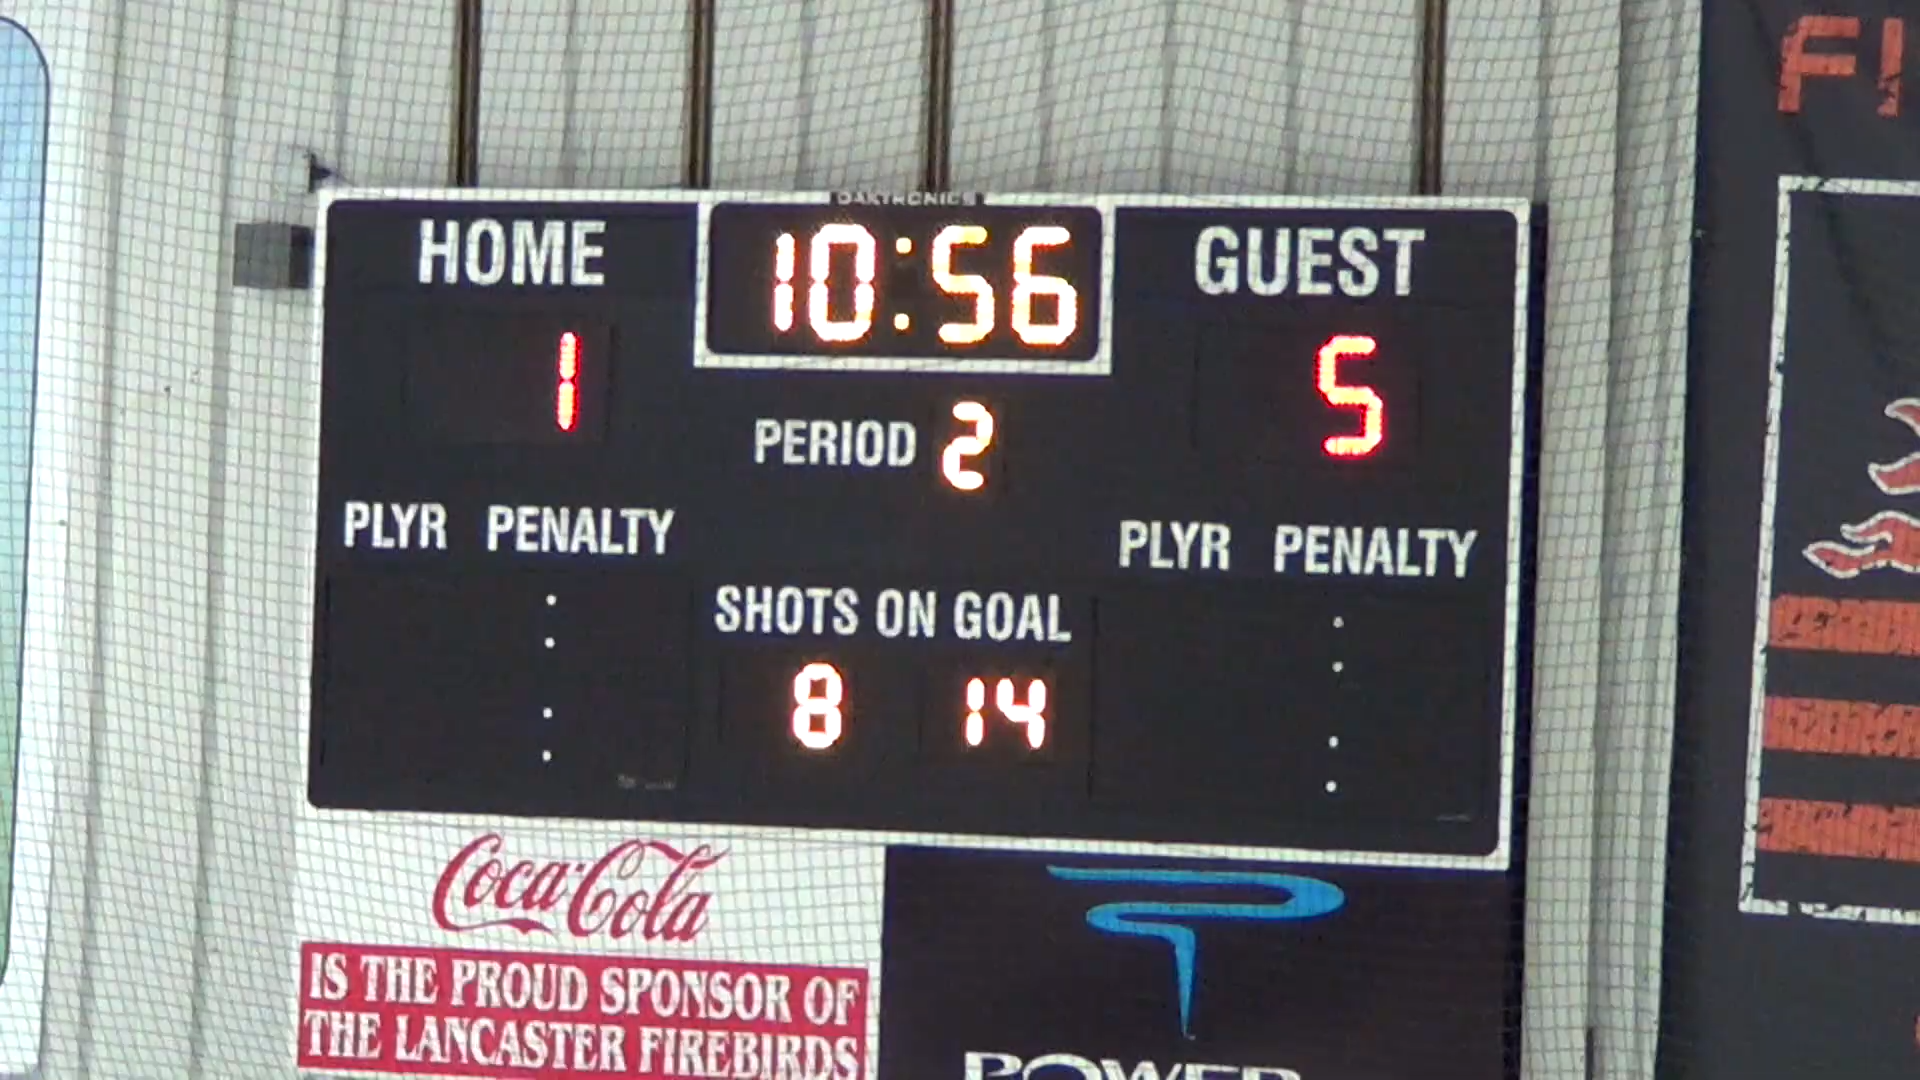 FI
DAKTRONICS
HOME 10:56 GUEST
1 5
PERIOD 2
PLYR PENALTY PLYR PENALTY
: :
SHOTS ON GOAL
8 14
: :
Coca-Cola
IS THE PROUD SPONSOR OF
THE LANCASTER FIREBIRDS
POWER